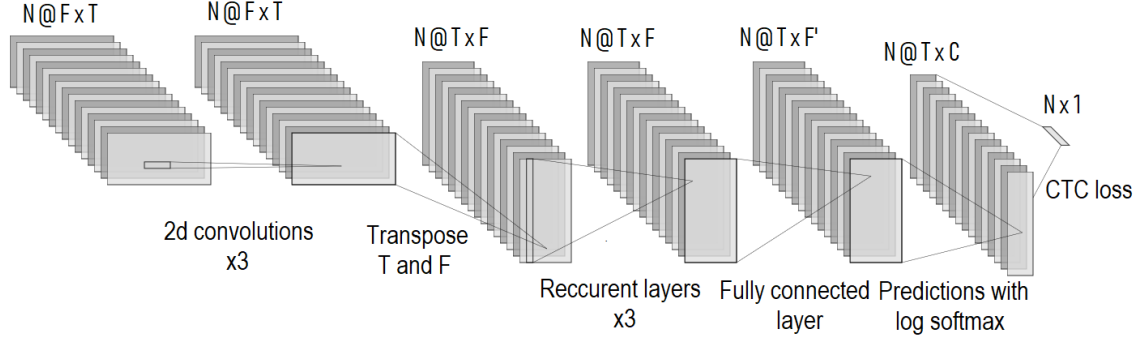 N@FxT
N@FxT
N@TxF
N@TxF
N@TxF'
N@TxC
Nx1
CTC loss
2d convolutions
x3
Transpose
T and F
Reccurent layers
x3
Fully connected
layer
Predictions with
log softmax